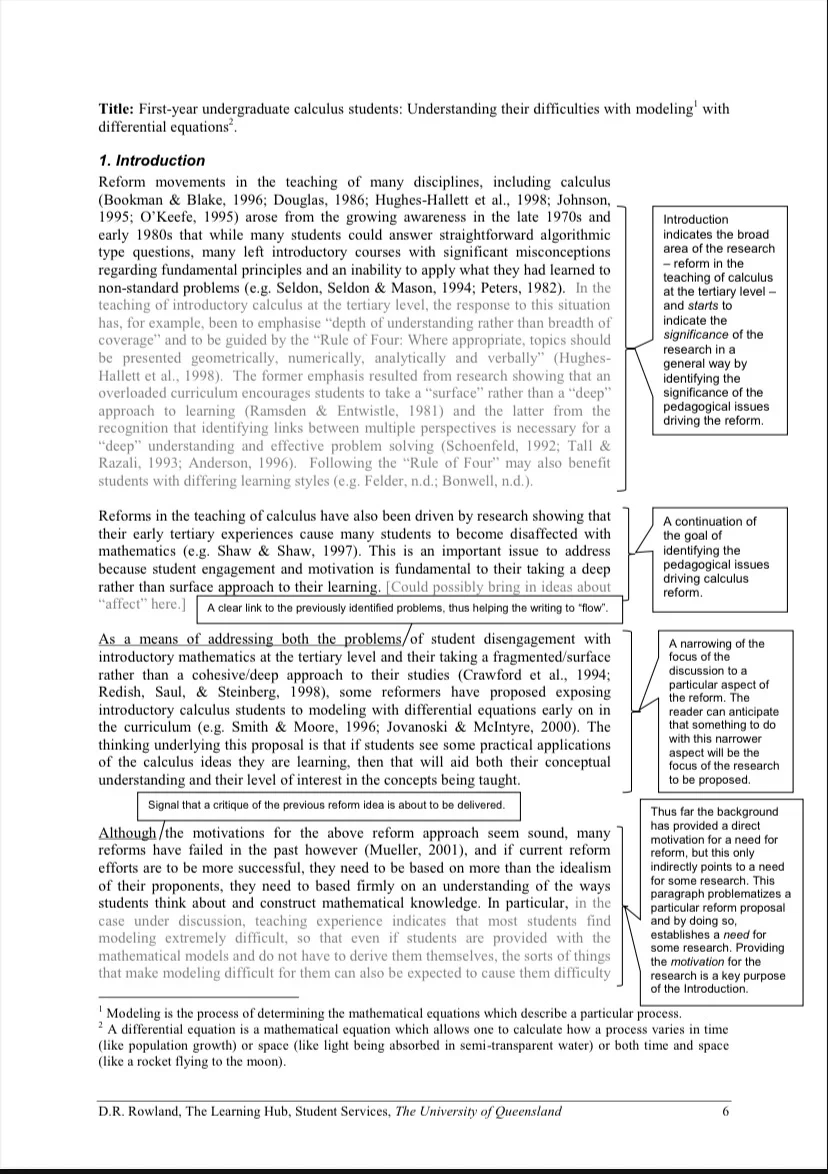 Title: First-year undergraduate calculus students: Understanding their difficulties with modeling1 with
differential equations2.
1. Introduction
Reform movements in the teaching of many disciplines, including calculus
(Bookman & Blake, 1996; Douglas, 1986; Hughes-Hallett et al., 1998; Johnson,
1995; O'Keefe, 1995) arose from the growing awareness in the late 1970s and
early 1980s that while many students could answer straightforward algorithmic
type questions, many left introductory courses with significant misconceptions
regarding fundamental principles and an inability to apply what they had learned to
non-standard problems (e.g. Seldon, Seldon & Mason, 1994; Peters, 1982). In the
teaching of introductory calculus at the tertiary level, the response to this situation
has, for example, been to emphasise “depth of understanding rather than breadth of
coverage” and to be guided by the “Rule of Four: Where appropriate, topics should
be presented geometrically, numerically, analytically and verbally” (Hughes-
Hallett et al., 1998). The former emphasis resulted from research showing that an
overloaded curriculum encourages students to take a “surface” rather than a “deep”
approach to learning (Ramsden & Entwistle, 1981) and the latter from the
recognition that identifying links between multiple perspectives is necessary for a
“deep” understanding and effective problem solving (Schoenfeld, 1992; Tall &
Razali, 1993; Anderson, 1996). Following the “Rule of Four” may also benefit
students with differing learning styles (e.g. Felder, n.d.; Bonwell, n.d.).
Introduction
indicates the broad
area of the research
– reform in the
teaching of calculus
at the tertiary level –
and starts to
indicate the
significance of the
research in a
general way by
identifying the
significance of the
pedagogical issues
driving the reform.
Reforms in the teaching of calculus have also been driven by research showing that
their early tertiary experiences cause many students to become disaffected with
mathematics (e.g. Shaw & Shaw, 1997). This is an important issue to address
because student engagement and motivation is fundamental to their taking a deep
rather than surface approach to their learning. [Could possibly bring in ideas about
“affect” here.]
A continuation of
the goal of
identifying the
pedagogical issues
driving calculus
reform.
A clear link to the previously identified problems, thus helping the writing to “flow”.
As a means of addressing both the problems of student disengagement with
introductory mathematics at the tertiary level and their taking a fragmented/surface
rather than a cohesive/deep approach to their studies (Crawford et al., 1994;
Redish, Saul, & Steinberg, 1998), some reformers have proposed exposing
introductory calculus students to modeling with differential equations early on in
the curriculum (e.g. Smith & Moore, 1996; Jovanoski & McIntyre, 2000). The
thinking underlying this proposal is that if students see some practical applications
of the calculus ideas they are learning, then that will aid both their conceptual
understanding and their level of interest in the concepts being taught.
A narrowing of the
focus of the
discussion to a
particular aspect of
the reform. The
reader can anticipate
that something to do
with this narrower
aspect will be the
focus of the research
to be proposed.
Signal that a critique of the previous reform idea is about to be delivered.
Although the motivations for the above reform approach seem sound, many
reforms have failed in the past however (Mueller, 2001), and if current reform
efforts are to be more successful, they need to be based on more than the idealism
of their proponents, they need to based firmly on an understanding of the ways
students think about and construct mathematical knowledge. In particular, in the
case under discussion, teaching experience indicates that most students find
modeling extremely difficult, so that even if students are provided with the
mathematical models and do not have to derive them themselves, the sorts of things
that make modeling difficult for them can also be expected to cause them difficulty
Thus far the background
has provided a direct
motivation for a need for
reform, but this only
indirectly points to a need
for some research. This
paragraph problematizes a
particular reform proposal
and by doing so,
establishes a need for
some research. Providing
the motivation for the
research is a key purpose
of the Introduction.
1 Modeling is the process of determining the mathematical equations which describe a particular process.
2 A differential equation is a mathematical equation which allows one to calculate how a process varies in time
(like population growth) or space (like light being absorbed in semi-transparent water) or both time and space
(like a rocket flying to the moon).
D.R. Rowland, The Learning Hub, Student Services, The University of Queensland 6